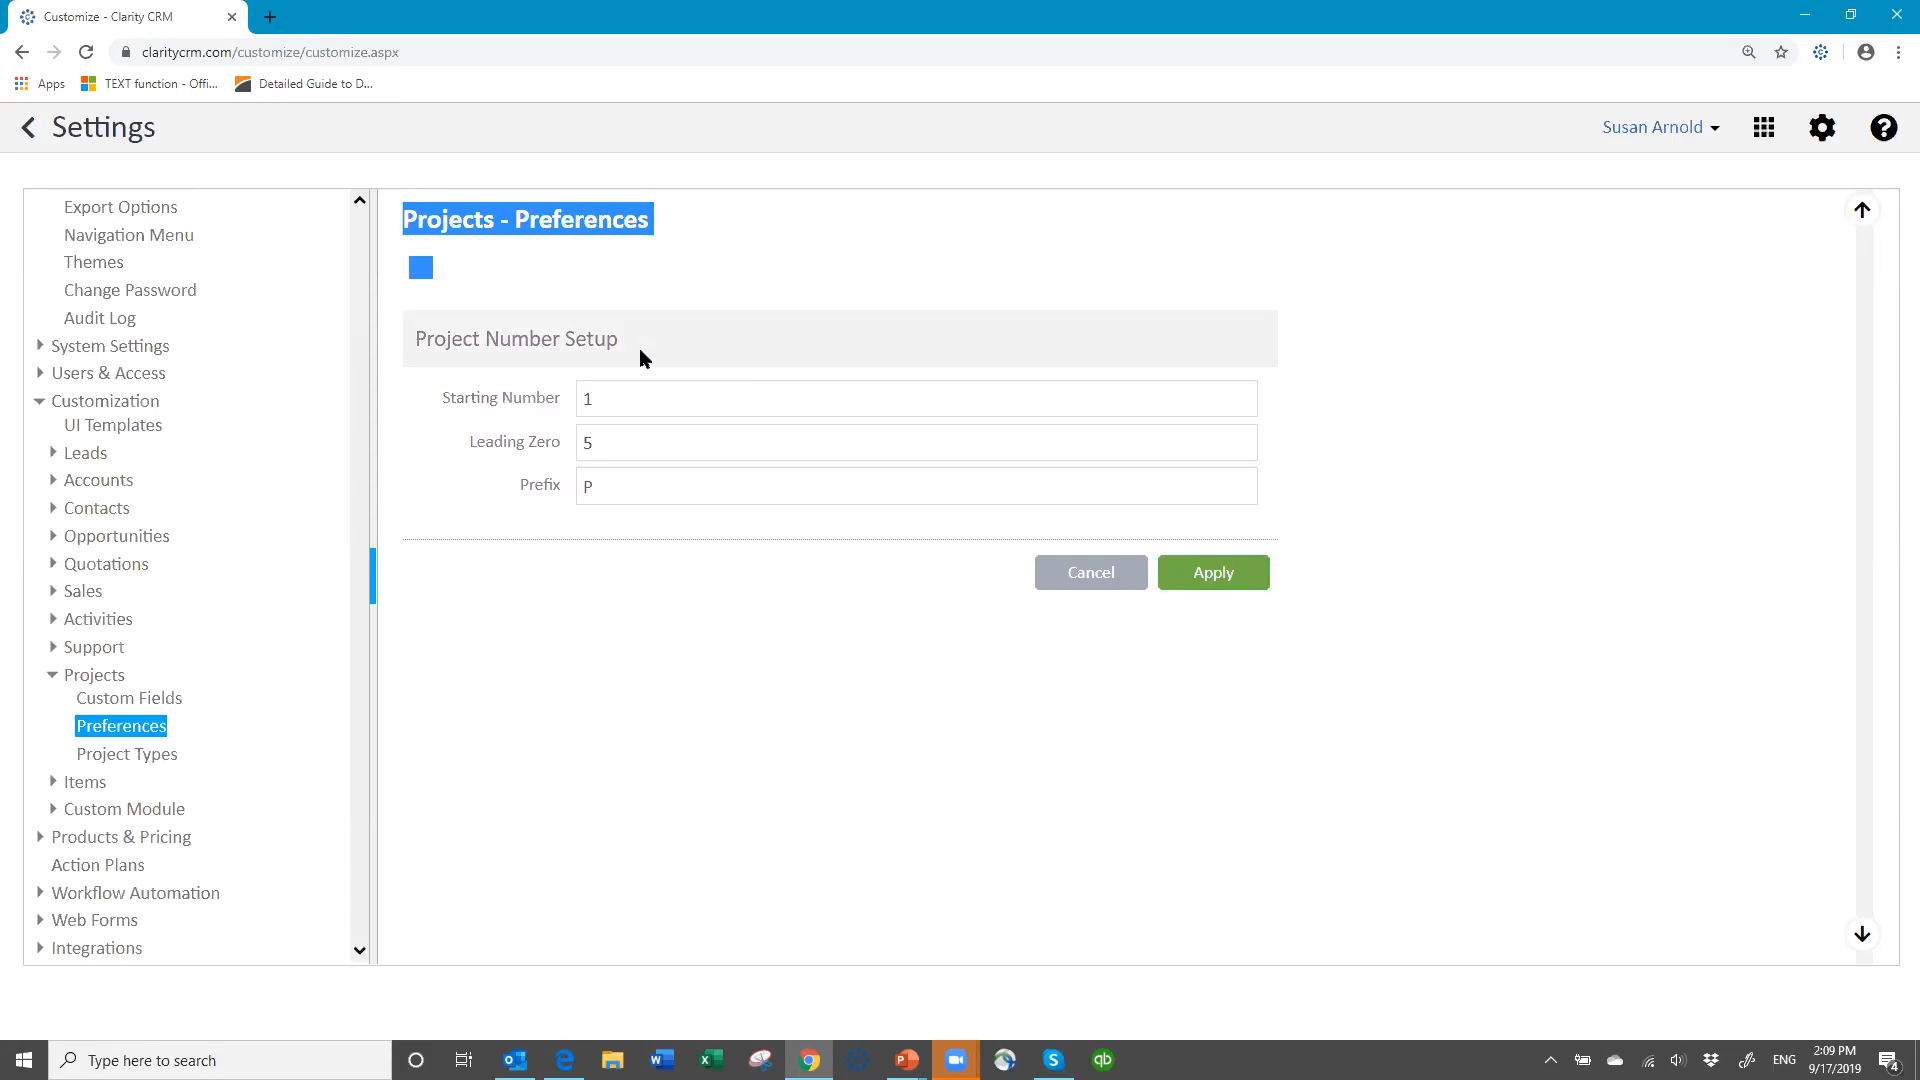 Customize - Clarity CRM
claritycrm.com/customize/customize.aspx
Apps
TEXT function - Offi...
Detailed Guide to D...
Settings
Susan Arnold
Export Options
Navigation Menu
Themes
Change Password
Audit Log
System Settings
Users & Access
Customization
UI Templates
Leads
Accounts
Contacts
Opportunities
Quotations
Sales
Activities
Support
Projects
Custom Fields
Preferences
Project Types
Items
Custom Module
Products & Pricing
Action Plans
Workflow Automation
Web Forms
Integrations
Projects - Preferences
Project Number Setup
Starting Number 1
Leading Zero 5
Prefix P
Cancel Apply
Type here to search
ENG
2:09 PM
9/17/2019
4